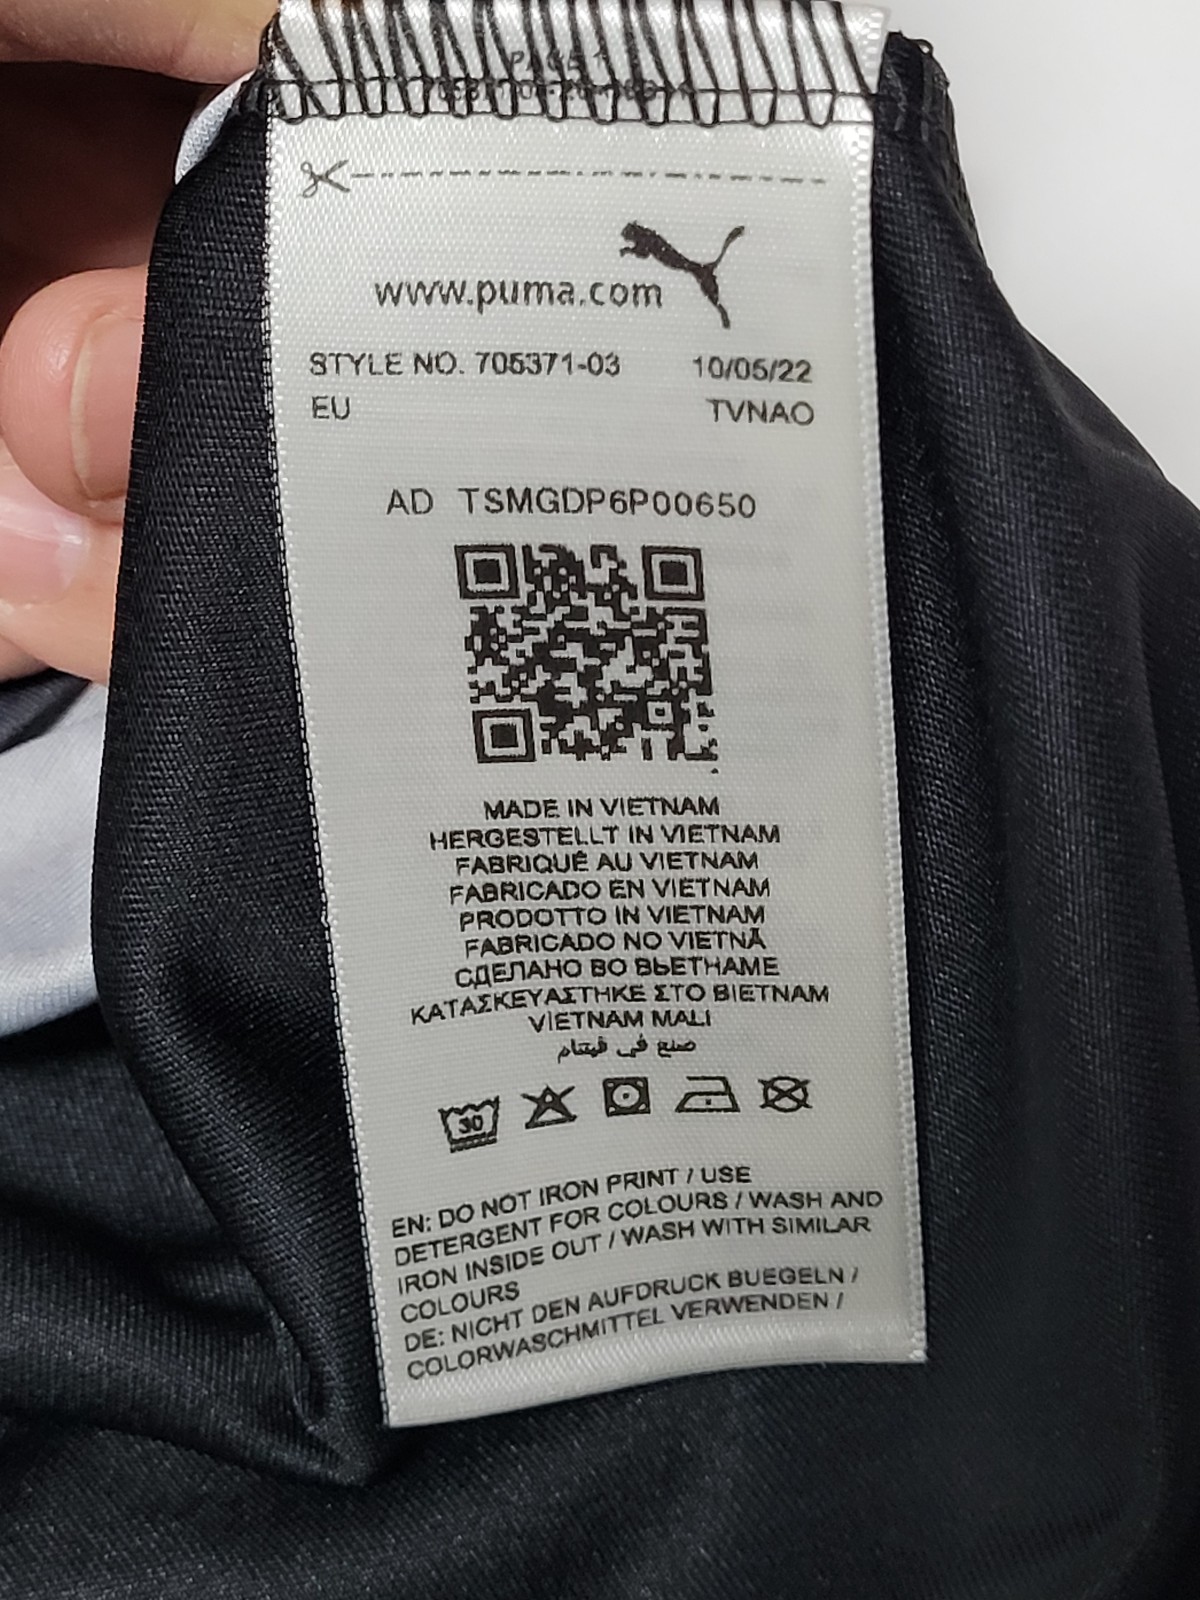 PAGE 1
www.puma.com
STYLE NO. 705371-03 10/05/22
EU TVNAO
AD TSMGDP6P00650
MADE IN VIETNAM
HERGESTELLT IN VIETNAM
FABRIQUÉ AU VIETNAM
FABRICADO EN VIETNAM
PRODOTTO IN VIETNAM
FABRICADO NO VIETNÃ
СДЕЛАНО ВО ВЬЕТНАМЕ
ΚΑΤΑΣΚΕΥΑΣΤΗΚΕ ΣΤΟ ΒΙΕΤΝΑΜ
VIETNAM MALI
صنع في فيتنام
30
EN: DO NOT IRON PRINT / USE
DETERGENT FOR COLOURS / WASH AND
IRON INSIDE OUT / WASH WITH SIMILAR
COLOURS
DE: NICHT DEN AUFDRUCK BUEGELN /
COLORWASCHMITTEL VERWENDEN /